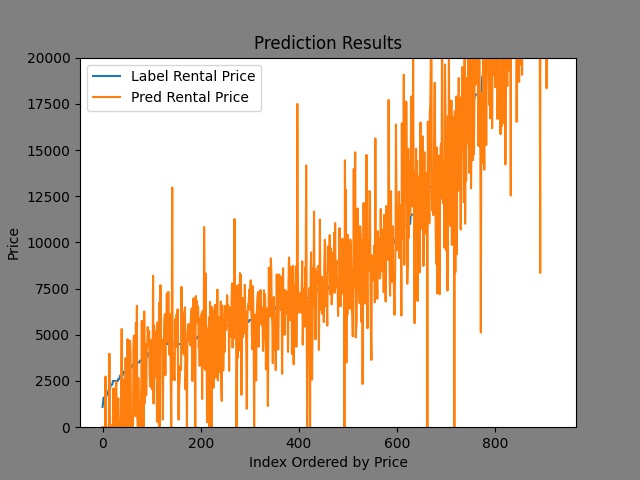 Prediction Results
Label Rental Price
Pred Rental Price
20000
17500
15000
12500
10000
7500
5000
2500
0
Price
0 200 400 600 800
Index Ordered by Price